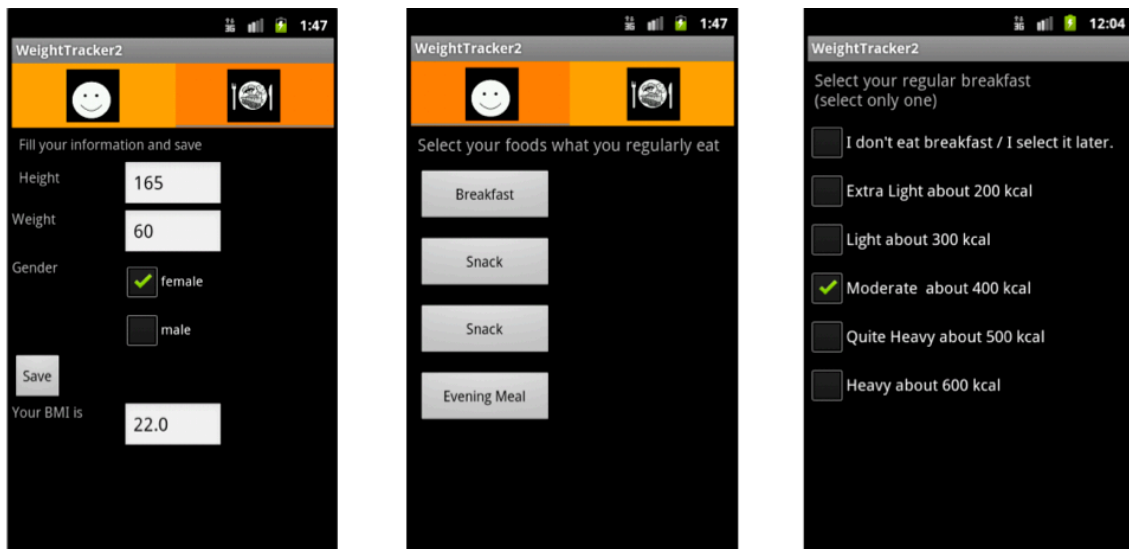 3G 1:47
WeightTracker2
Fill your information and save
Height 165
Weight 60
Gender female
male
Save
Your BMI is 22.0
3G 1:47
WeightTracker2
Select your foods what you regularly eat
Breakfast
Snack
Snack
Evening Meal
3G 12:04
WeightTracker2
Select your regular breakfast
(select only one)
I don't eat breakfast / I select it later.
Extra Light about 200 kcal
Light about 300 kcal
Moderate about 400 kcal
Quite Heavy about 500 kcal
Heavy about 600 kcal